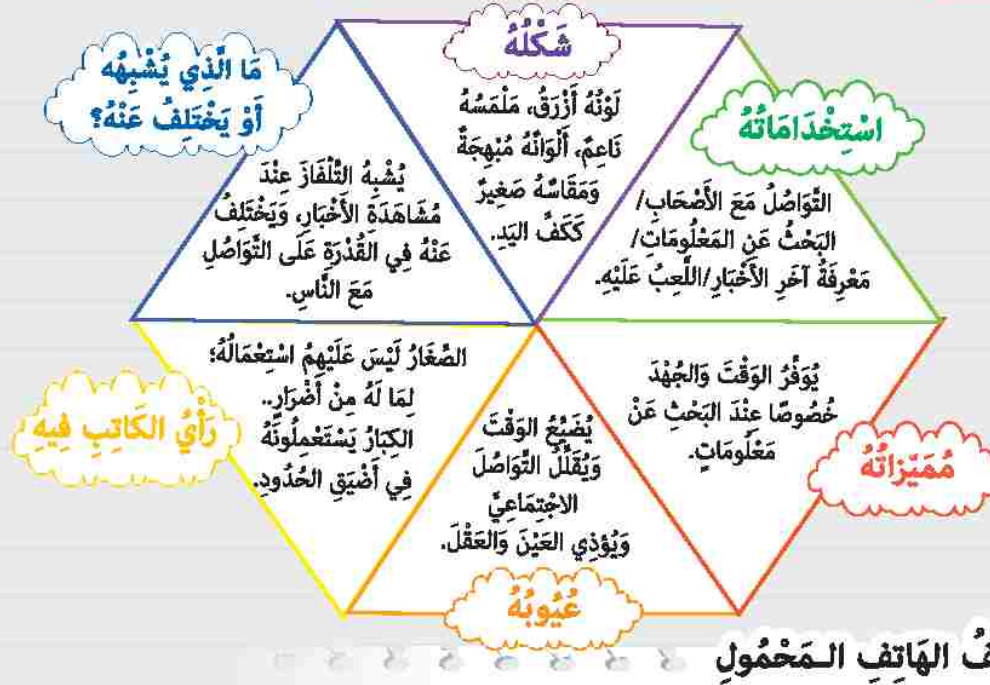 شَكْلُهُ
لَوْنُهُ أَزْرَقُ، مَلْمَسُهُ
نَاعِمٌ، أَلْوَانُهُ مُبْهِجَةٌ
وَمَقَاسُهُ صَغِيرٌ
كَكَفِّ اليَدِ.
اسْتِخْدَامَاتُهُ
التَّوَاصُلُ مَعَ الأَصْحَابِ/
البَحْثُ عَنِ المَعْلُومَاتِ/
مَعْرِفَةُ آخَرِ الأَخْبَارِ/اللَّعِبُ عَلَيْهِ.
مَا الَّذِي يُشْبِهُه
أَوْ يَخْتَلِفُ عَنْهُ؟
يُشْبِهُ التِّلْفَازَ عِنْدَ
مُشَاهَدَةِ الأَخْبَارِ، وَيَخْتَلِفُ
عَنْهُ فِي القُدْرَةِ عَلَى التَّوَاصُلِ
مَعَ النَّاسِ.
مُمَيِّزَاتُهُ
يُوَفِّرُ الوَقْتَ وَالجُهْدَ
خُصُوصًا عِنْدَ البَحْثِ عَنْ
مَعْلُومَاتٍ.
عُيُوبُهُ
يُضَيِّعُ الوَقْتَ
وَيُقَلِّلُ التَّوَاصُلَ
الاجْتِمَاعِيَّ
وَيُؤْذِي العَيْنَ وَالعَقْلَ.
رَأْيُ الكَاتِبِ فِيهِ
الصِّغَارُ لَيْسَ عَلَيْهِمُ اسْتِعْمَالُهُ؛
لِمَا لَهُ مِنْ أَضْرَارٍ..
الكِبَارُ يَسْتَعْمِلُونَهُ
فِي أَضْيَقِ الحُدُودِ.
الهَاتِفِ الـمَحْمُولِ